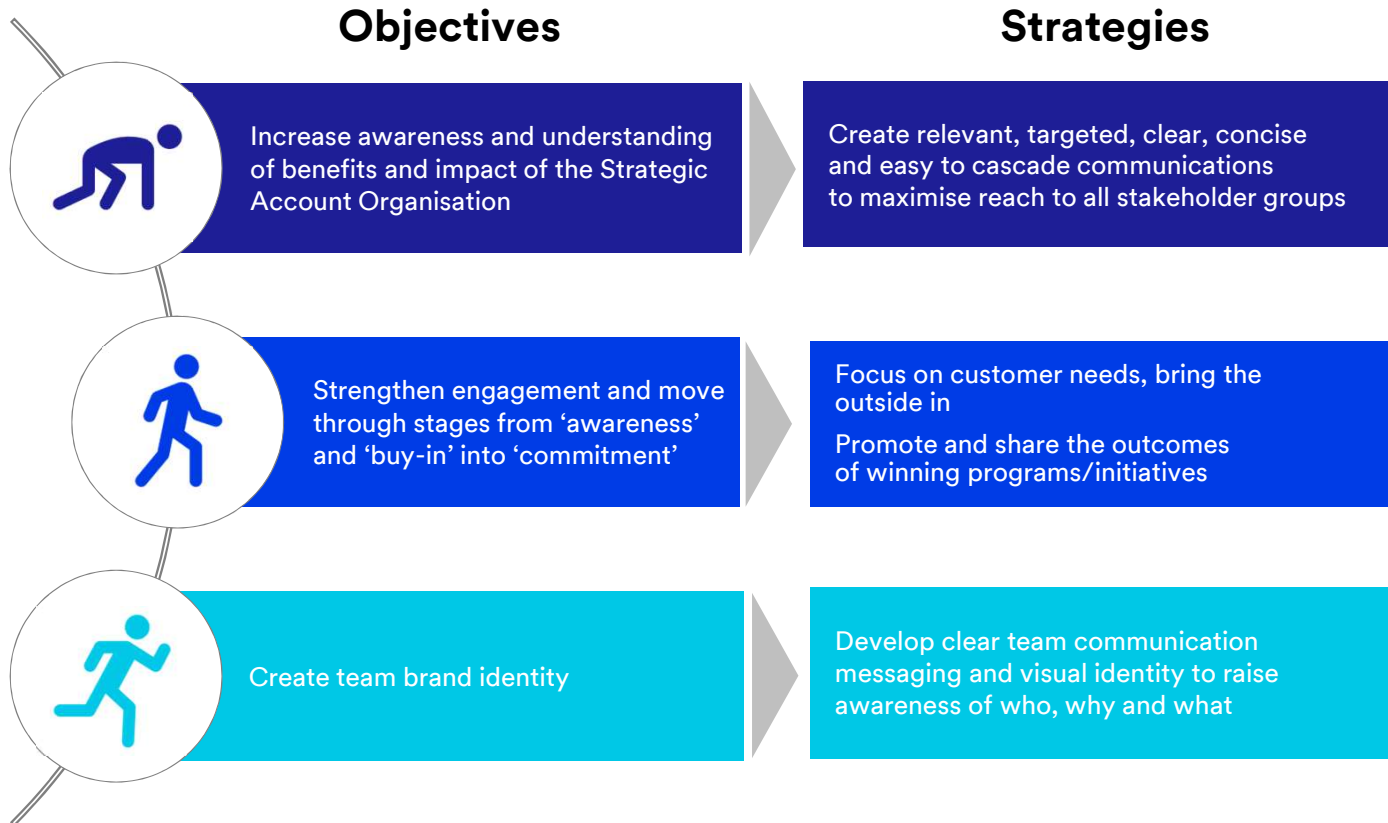 Objectives
Strategies
Increase awareness and understanding
of benefits and impact of the Strategic
Account Organisation
Create relevant, targeted, clear, concise
and easy to cascade communications
to maximise reach to all stakeholder groups
Strengthen engagement and move
through stages from ‘awareness’
and ‘buy-in’ into ‘commitment’
Focus on customer needs, bring the
outside in
Promote and share the outcomes
of winning programs/initiatives
Create team brand identity
Develop clear team communication
messaging and visual identity to raise
awareness of who, why and what